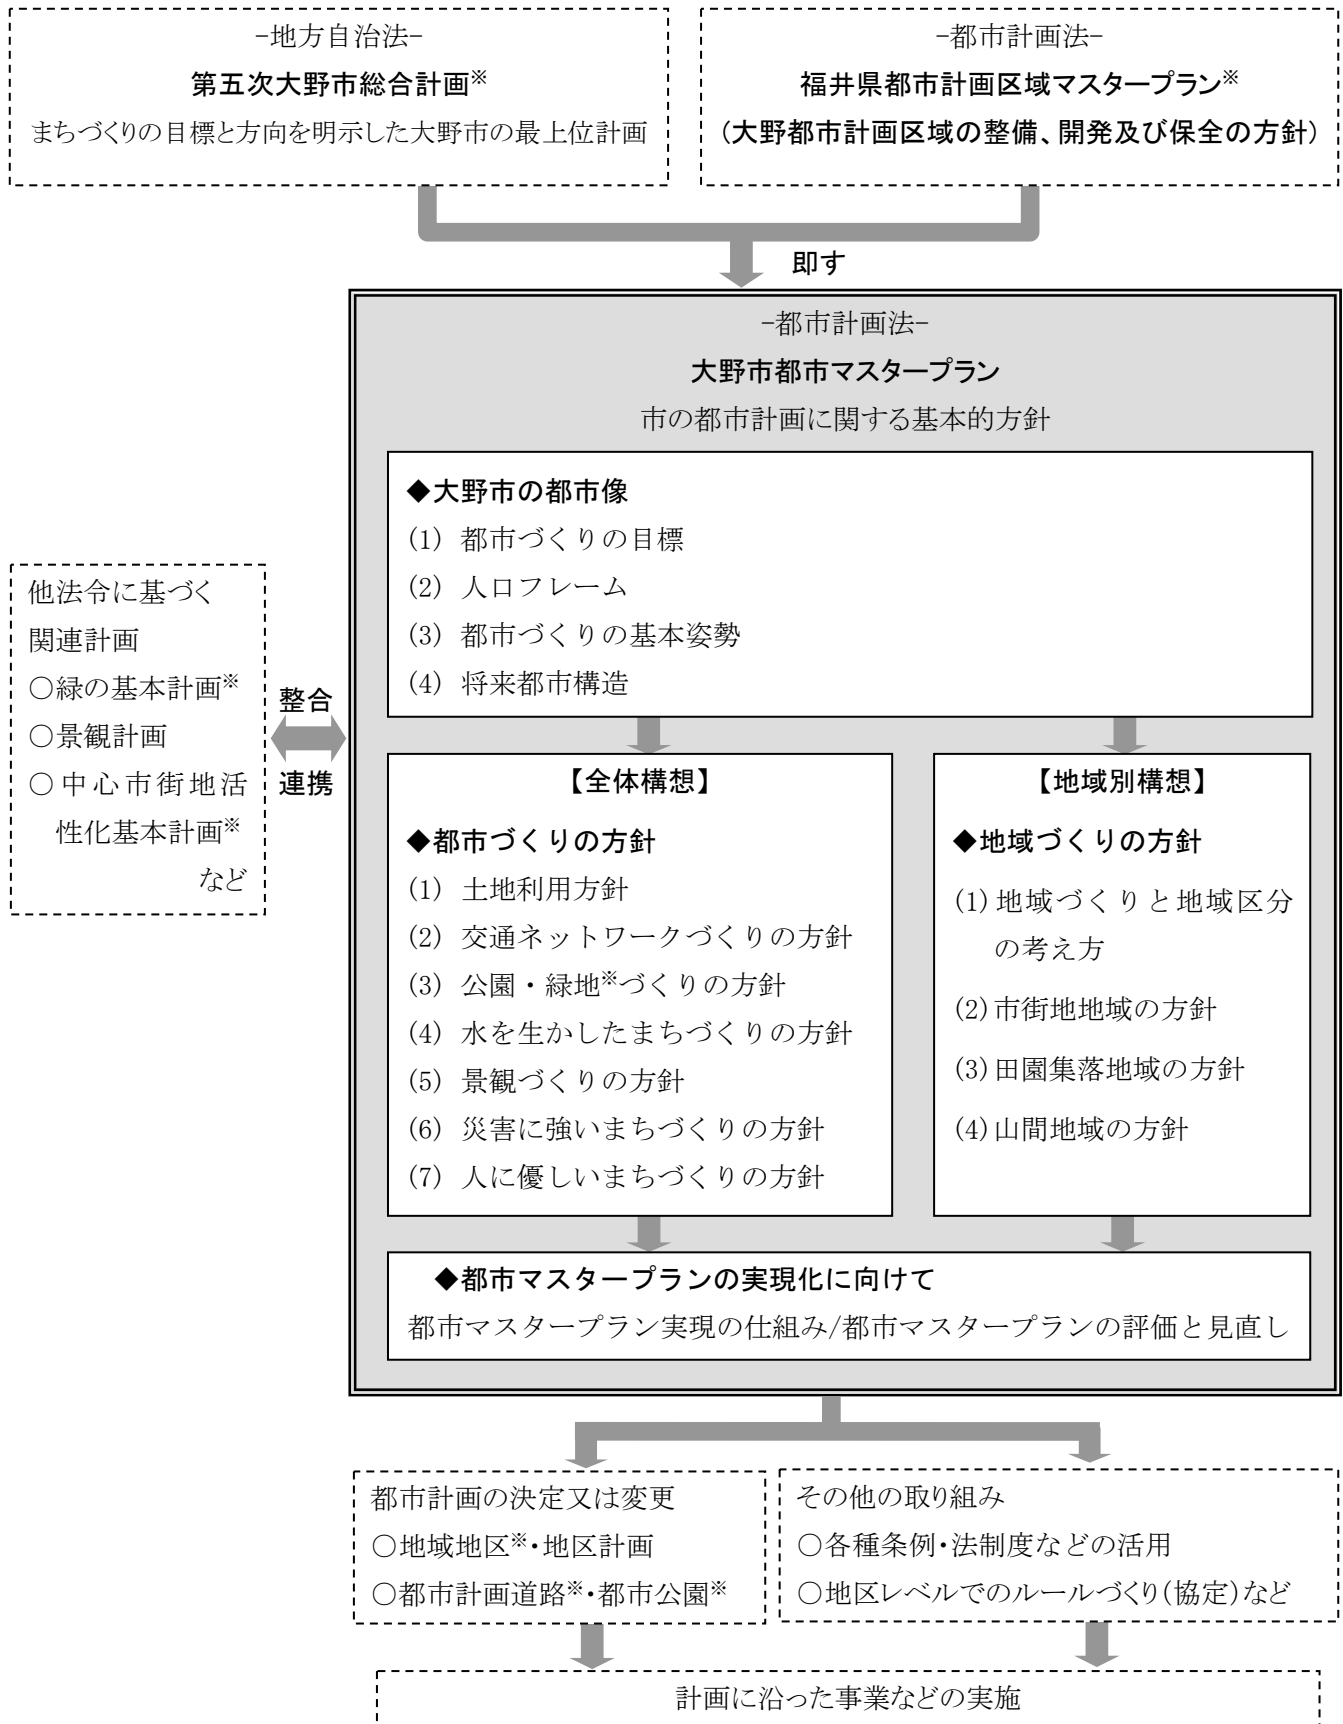 -地方自治法-
第五次大野市総合計画※
まちづくりの目標と方向を明示した大野市の最上位計画
-都市計画法-
福井県都市計画区域マスタープラン※
(大野都市計画区域の整備、開発及び保全の方針)
即す
-都市計画法-
大野市都市マスタープラン
市の都市計画に関する基本的方針
◆大野市の都市像
(1) 都市づくりの目標
(2) 人口フレーム
(3) 都市づくりの基本姿勢
(4) 将来都市構造
他法令に基づく
関連計画
○緑の基本計画※
○景観計画
○中心市街地活
性化基本計画※
など
整合
連携
【全体構想】
◆都市づくりの方針
(1) 土地利用方針
(2) 交通ネットワークづくりの方針
(3) 公園・緑地※づくりの方針
(4) 水を生かしたまちづくりの方針
(5) 景観づくりの方針
(6) 災害に強いまちづくりの方針
(7) 人に優しいまちづくりの方針
【地域別構想】
◆地域づくりの方針
(1)地域づくりと地域区分
の考え方
(2)市街地地域の方針
(3)田園集落地域の方針
(4)山間地域の方針
◆都市マスタープランの実現化に向けて
都市マスタープラン実現の仕組み/都市マスタープランの評価と見直し
都市計画の決定又は変更
○地域地区※・地区計画
○都市計画道路※・都市公園※
その他の取り組み
○各種条例・法制度などの活用
○地区レベルでのルールづくり(協定)など
計画に沿った事業などの実施